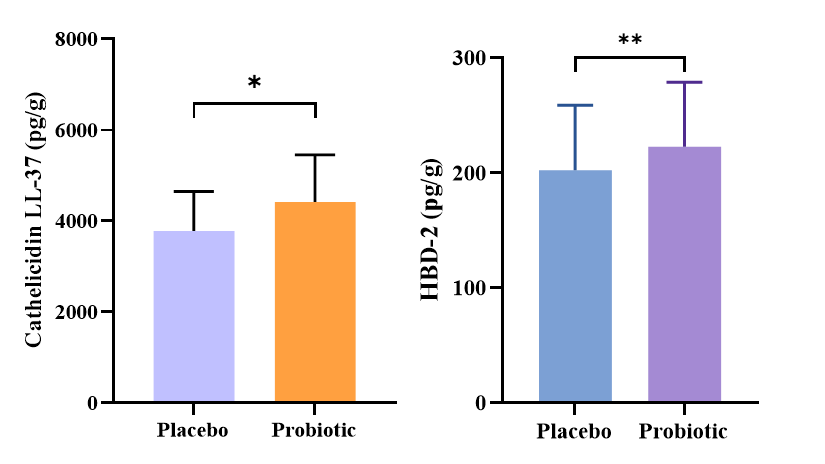 Cathelicidin LL-37 (pg/g)
8000
6000
4000
2000
0
*
Placebo
Probiotic
HBD-2 (pg/g)
300
200
100
0
**
Placebo
Probiotic